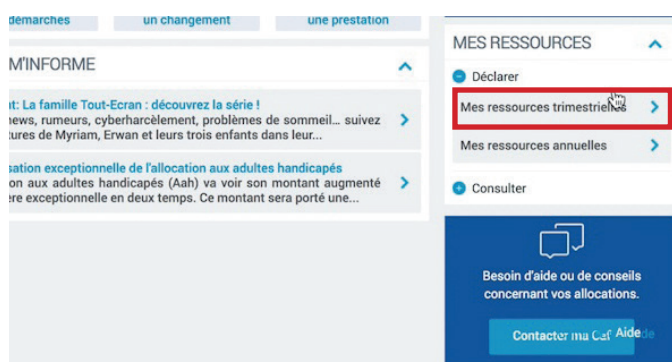 démarches
un changement
une prestation
M'INFORME
t: La famille Tout-Ecran : découvrez la série !
news, rumeurs, cyberharcèlement, problèmes de sommeil... suivez
tures de Myriam, Erwan et leurs trois enfants dans leur...
sation exceptionnelle de l'allocation aux adultes handicapés
on aux adultes handicapés (Aah) va voir son montant augmenté
ère exceptionnelle en deux temps. Ce montant sera porté une...
MES RESSOURCES
Déclarer
Mes ressources trimestrielles
Mes ressources annuelles
Consulter
Besoin d'aide ou de conseils
concernant vos allocations.
Contacter ma Caf Aide